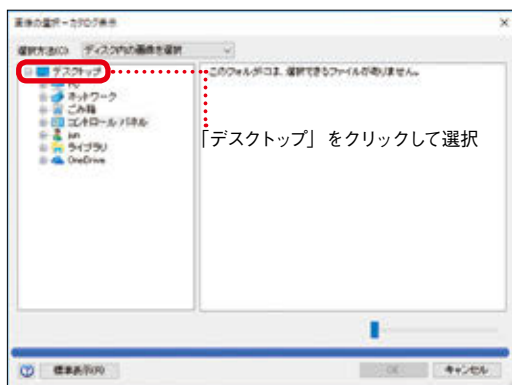 画像の選択－カタログ表示
選択方法(C) ディスク内の画像を選択
デスクトップ
PC
ネットワーク
ごみ箱
コントロール パネル
jun
ライブラリ
OneDrive
このフォルダには、選択できるファイルがありません。
「デスクトップ」をクリックして選択
標準表示(R)
OK
キャンセル